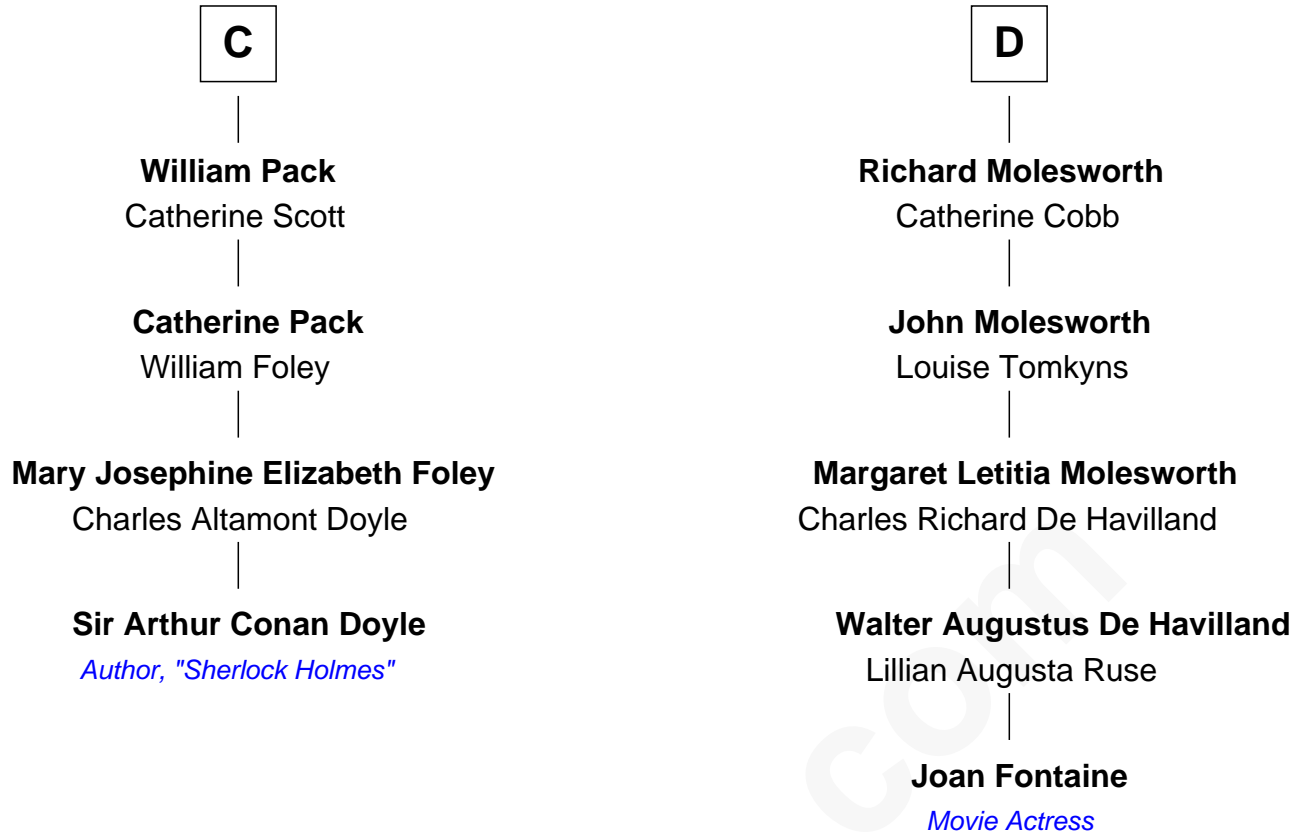 C
William Pack
Catherine Scott
Catherine Pack
William Foley
Mary Josephine Elizabeth Foley
Charles Altamont Doyle
Sir Arthur Conan Doyle
Author, "Sherlock Holmes"
D
Richard Molesworth
Catherine Cobb
John Molesworth
Louise Tomkyns
Margaret Letitia Molesworth
Charles Richard De Havilland
Walter Augustus De Havilland
Lillian Augusta Ruse
Joan Fontaine
Movie Actress
com